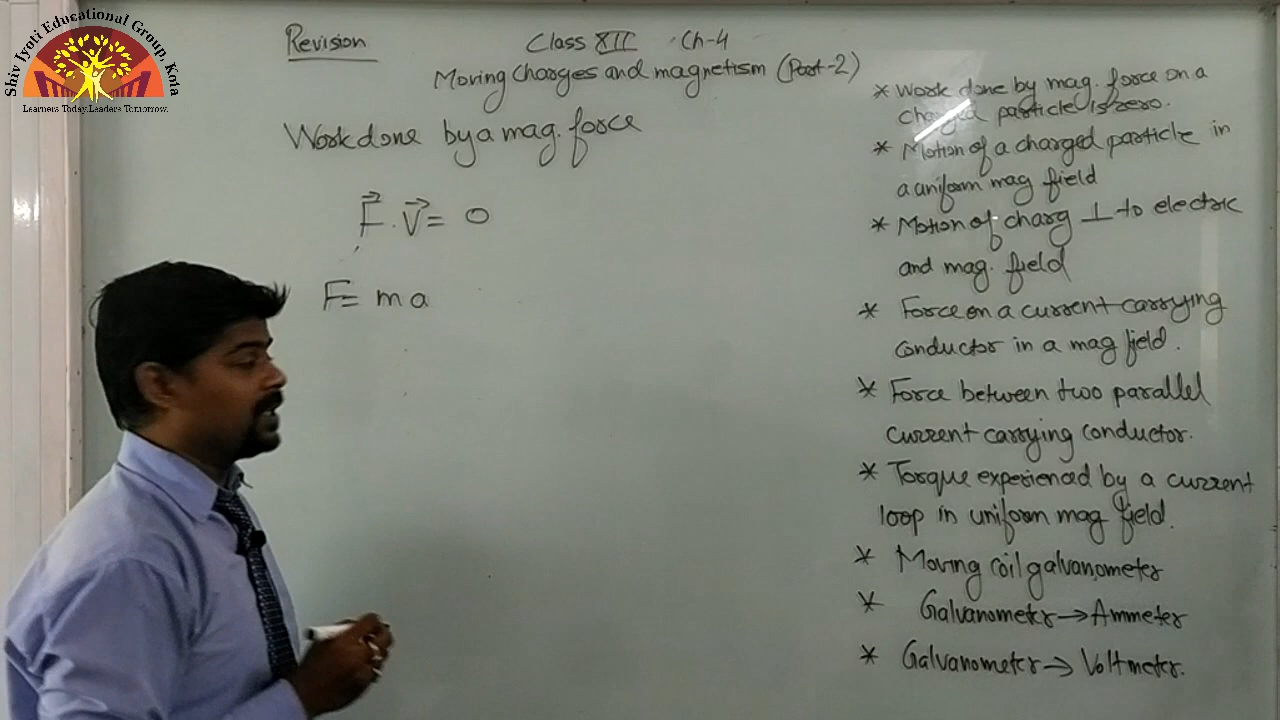 Shiv Jyoti Educational Group, Kota
Learners Today.Leaders Tomorrow.
Revision
Class XII Ch-4
Moving Charges and magnetism (Part-2)
Work done by a mag. force
F⃗ . V⃗ = 0
F = ma
* Work done by mag. force on a
charged particle is zero.
* Motion of a charged particle in
a uniform mag field
* Motion of charg ⊥ to electric
and mag. field
* Force on a current carrying
conductor in a mag field.
* Force between two parallel
current carrying conductor.
* Torque experienced by a current
loop in uniform mag field.
* Moving coil galvanometer
* Galvanometer → Ammeter
* Galvanometer → Voltmeter.